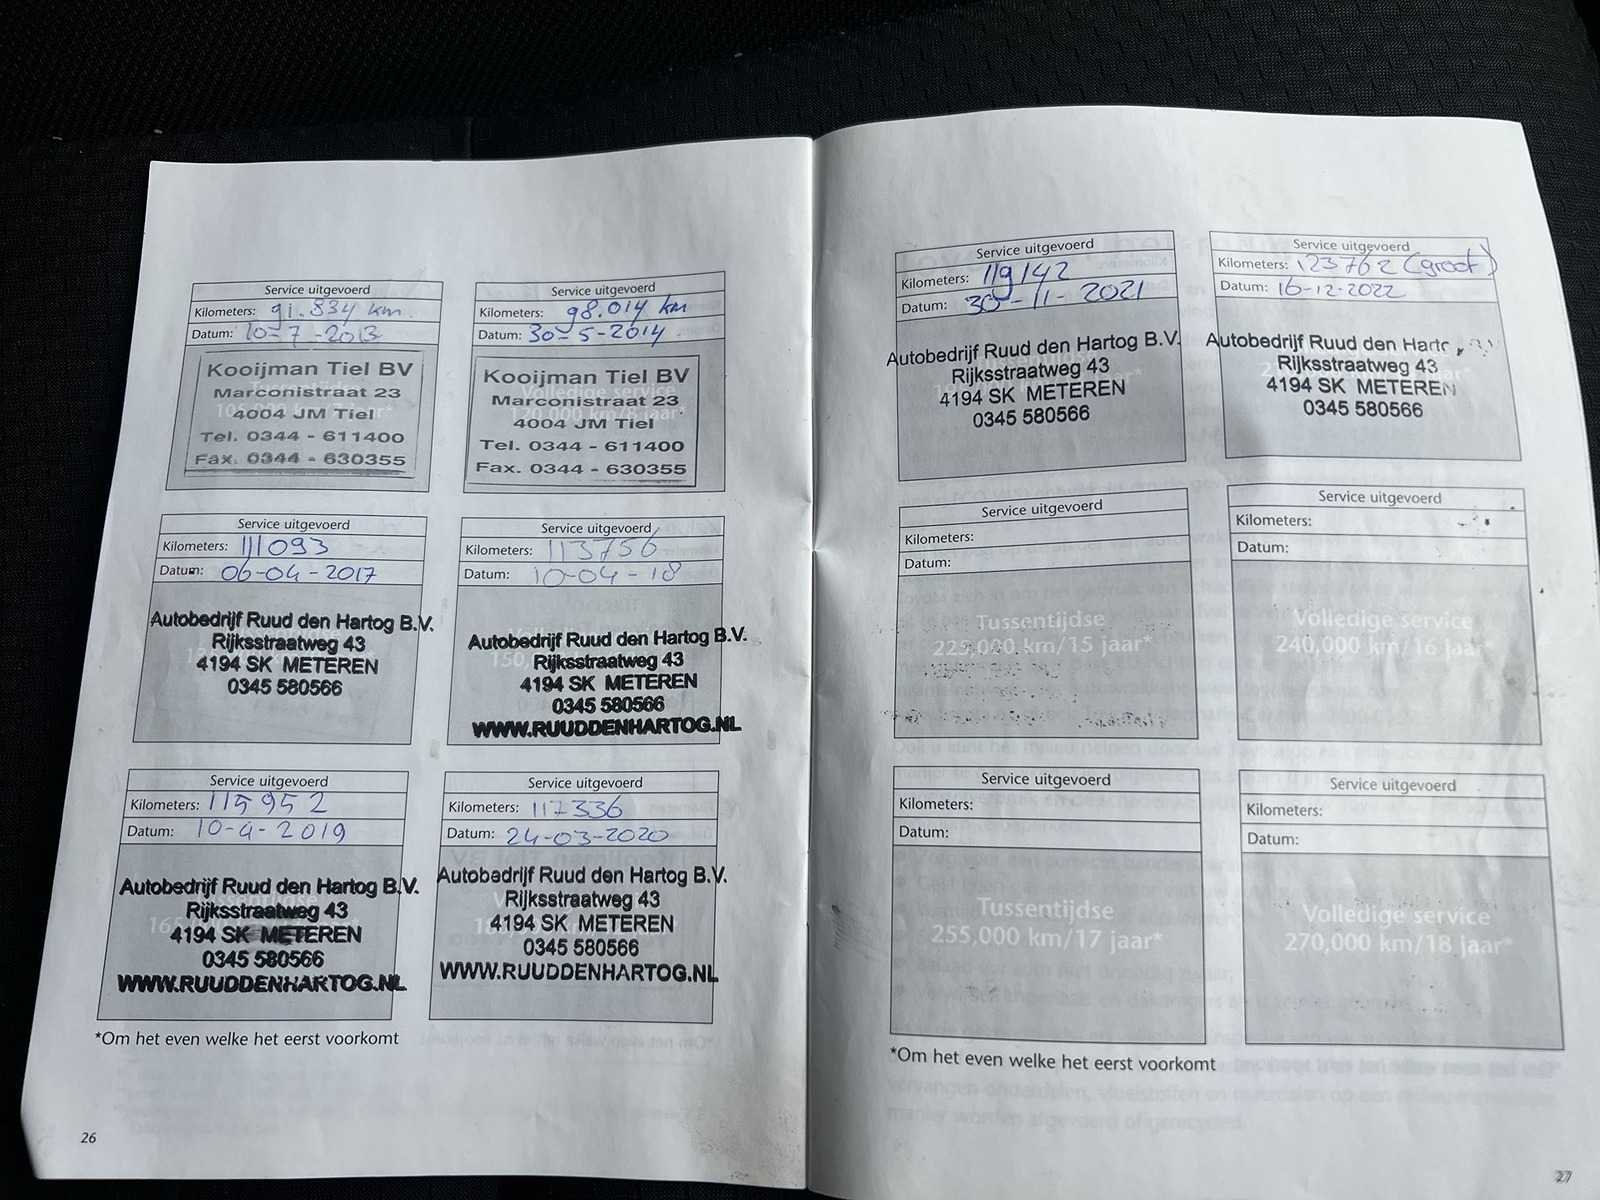 Service uitgevoerd
Kilometers: 91.834 km.
Datum: 10-7-2013
Kooijman Tiel BV
Marconistraat 23
4004 JM Tiel
Tel. 0344 - 611400
Fax. 0344 - 630355
Service uitgevoerd
Kilometers: 98.014 km
Datum: 30-5-2014
Kooijman Tiel BV
Volledige service
Marconistraat 23
120,000 km/8 jaar*
4004 JM Tiel
Tel. 0344 - 611400
Fax. 0344 - 630355
Service uitgevoerd
Kilometers: 111093
Datum: 06-04-2017
Autobedrijf Ruud den Hartog B.V.
Rijksstraatweg 43
4194 SK METEREN
0345 580566
Service uitgevoerd
Kilometers: 113756
Datum: 10-04-18
Autobedrijf Ruud den Hartog B.V.
Rijksstraatweg 43
4194 SK METEREN
0345 580566
WWW.RUUDDENHARTOG.NL
Service uitgevoerd
Kilometers: 115952
Datum: 10-4-2019
Autobedrijf Ruud den Hartog B.V.
Rijksstraatweg 43
4194 SK METEREN
0345 580566
WWW.RUUDDENHARTOG.NL
Service uitgevoerd
Kilometers: 117336
Datum: 24-03-2020
Autobedrijf Ruud den Hartog B.V.
Rijksstraatweg 43
4194 SK METEREN
0345 580566
WWW.RUUDDENHARTOG.NL
*Om het even welke het eerst voorkomt
26
Service uitgevoerd
Kilometers: 119142
Datum: 30-11-2021
Autobedrijf Ruud den Hartog B.V.
Rijksstraatweg 43
4194 SK METEREN
0345 580566
Service uitgevoerd
Kilometers: 123762 (groot)
Datum: 16-12-2022
Autobedrijf Ruud den Hart
Rijksstraatweg 43
4194 SK METEREN
0345 580566
Service uitgevoerd
Kilometers:
Datum:
Tussentijdse
225,000 km/15 jaar*
Service uitgevoerd
Kilometers:
Datum:
Volledige service
240,000 km/16 jaar*
Service uitgevoerd
Kilometers:
Datum:
Tussentijdse
255,000 km/17 jaar*
Service uitgevoerd
Kilometers:
Datum:
Volledige service
270,000 km/18 jaar*
*Om het even welke het eerst voorkomt
27